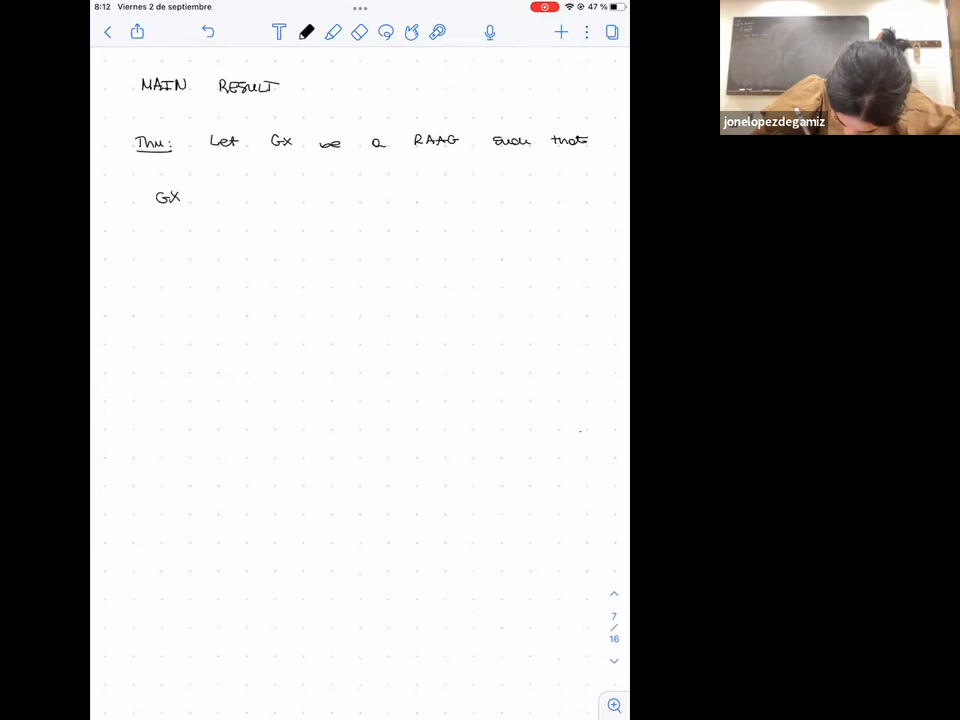 8:12 Viernes 2 de septiembre
47 %
MAIN RESULT
Thm: Let GX be a RAAG such that
GX
7
/
16
jonelopezdegamiz